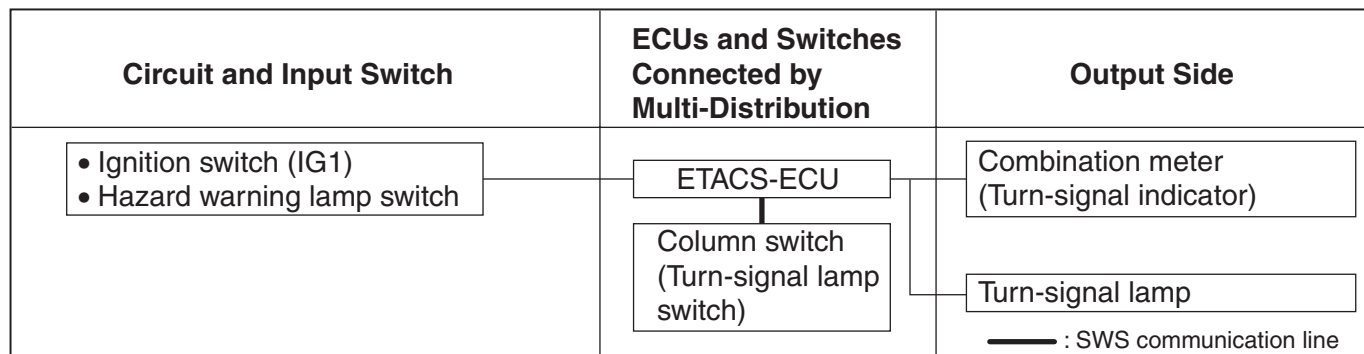 Circuit and Input Switch
ECUs and Switches
Connected by
Multi-Distribution
Output Side
• Ignition switch (IG1)
• Hazard warning lamp switch
ETACS-ECU
Column switch
(Turn-signal lamp
switch)
Combination meter
(Turn-signal indicator)
Turn-signal lamp
: SWS communication line